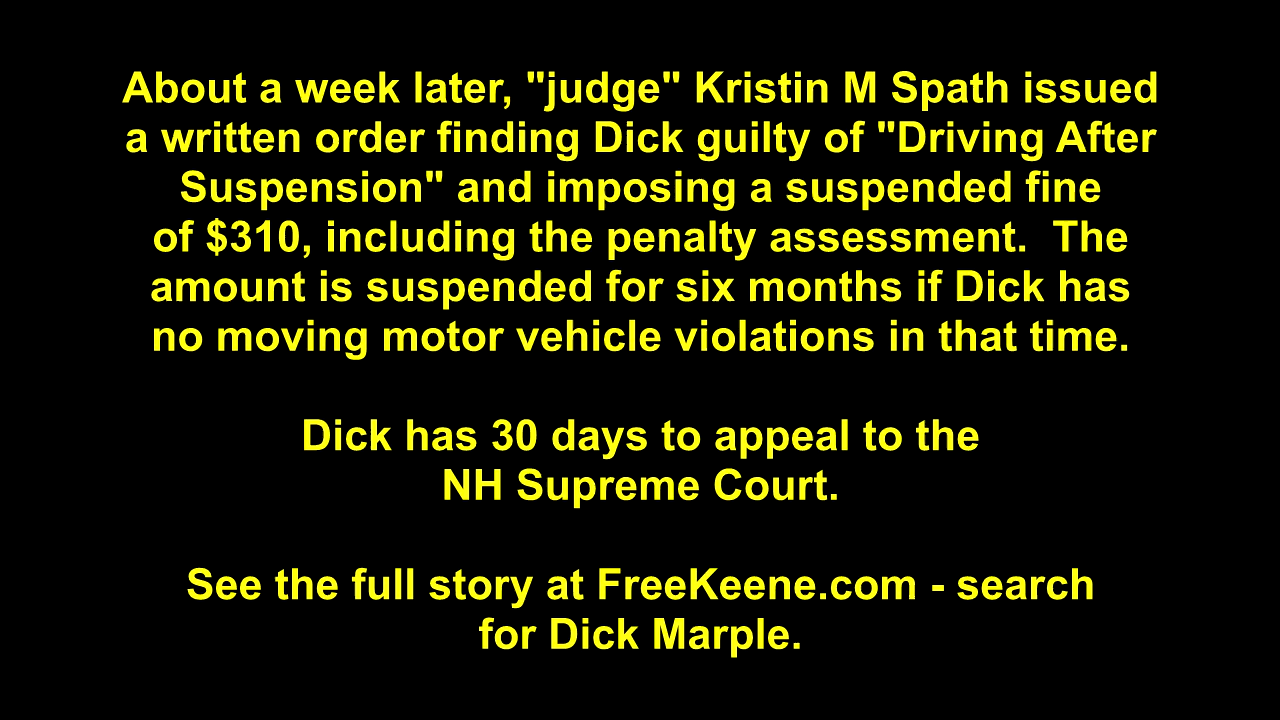 About a week later, "judge" Kristin M Spath issued
a written order finding Dick guilty of "Driving After
Suspension" and imposing a suspended fine
of $310, including the penalty assessment.  The
amount is suspended for six months if Dick has
no moving motor vehicle violations in that time.
Dick has 30 days to appeal to the
NH Supreme Court.
See the full story at FreeKeene.com - search
for Dick Marple.